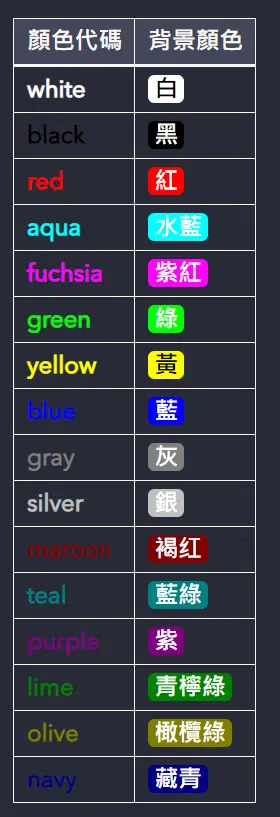 顏色代碼 背景顏色
white 白
black 黑
red 紅
aqua 水藍
fuchsia 紫紅
green 綠
yellow 黃
blue 藍
gray 灰
silver 銀
maroon 褐红
teal 藍綠
purple 紫
lime 青檸綠
olive 橄欖綠
navy 藏青